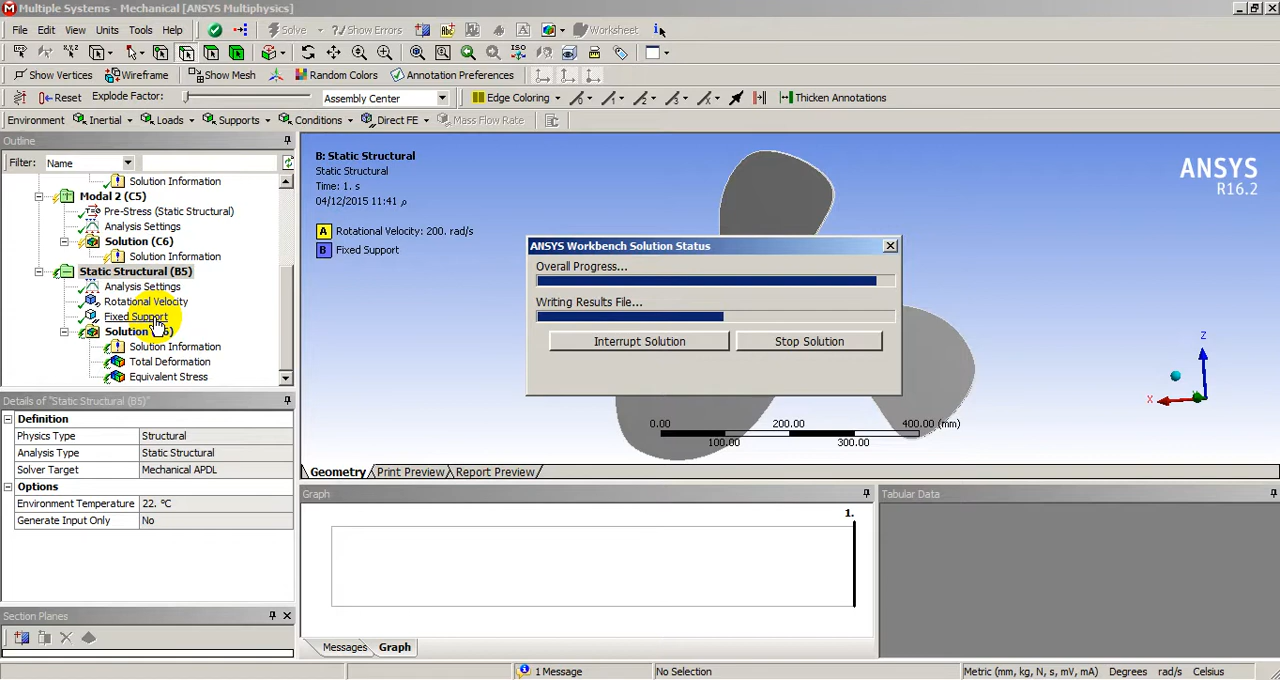 Multiple Systems - Mechanical [ANSYS Multiphysics]
File Edit View Units Tools Help Solve Show Errors Worksheet
Show Vertices Wireframe Show Mesh Random Colors Annotation Preferences
Reset Explode Factor: Assembly Center Edge Coloring Thicken Annotations
Environment Inertial Loads Supports Conditions Direct FE Mass Flow Rate
Outline
Filter: Name
Solution Information
Modal 2 (C5)
Pre-Stress (Static Structural)
Analysis Settings
Solution (C6)
Solution Information
Static Structural (B5)
Analysis Settings
Rotational Velocity
Fixed Support
Solution
Solution Information
Total Deformation
Equivalent Stress
Details of "Static Structural (B5)"
Definition
Physics Type Structural
Analysis Type Static Structural
Solver Target Mechanical APDL
Options
Environment Temperature 22. °C
Generate Input Only No
Section Planes
B: Static Structural
Static Structural
Time: 1. s
04/12/2015 11:41 م
A Rotational Velocity: 200. rad/s
B Fixed Support
ANSYS
R16.2
ANSYS Workbench Solution Status
Overall Progress...
Writing Results File...
Interrupt Solution Stop Solution
Z
X
0.00 200.00 400.00 (mm)
100.00 300.00
Geometry Print Preview Report Preview
Graph
1.
Messages Graph
Tabular Data
1 Message No Selection Metric (mm, kg, N, s, mV, mA) Degrees rad/s Celsius